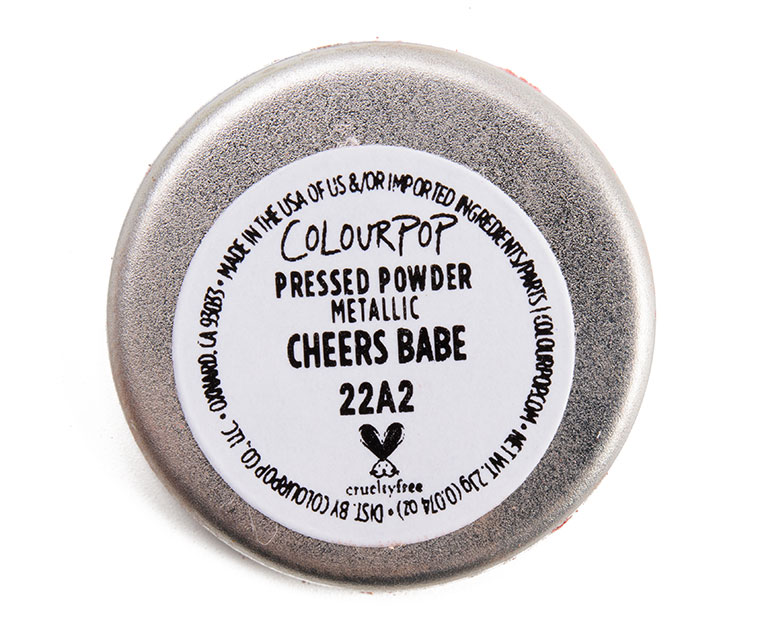 MADE IN THE USA OF US &/OR IMPORTED INGREDIENTS/PARTS | COLOURPOP.COM • NET WT. 2.1g (0.074 oz) • DIST. BY COLOURPOP CO., LLC • OXNARD, CA 93033 •
COLOURPOP
PRESSED POWDER
METALLIC
CHEERS BABE
22A2
crueltyfree